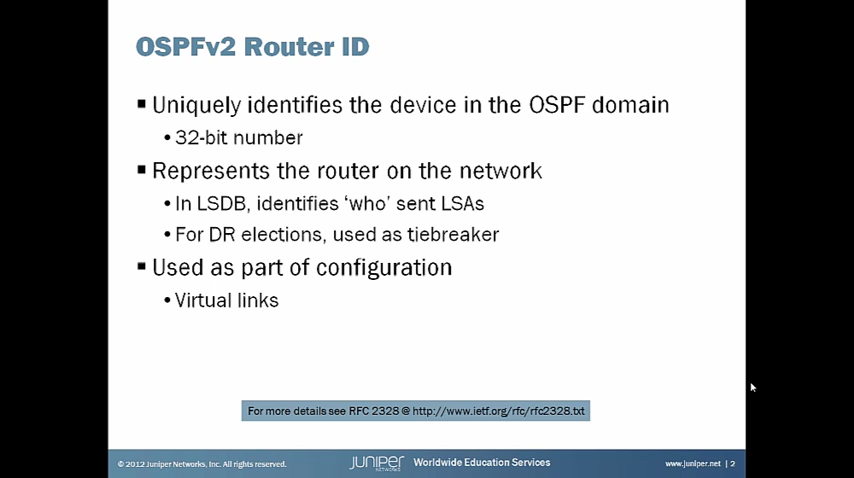 OSPFv2 Router ID
▪ Uniquely identifies the device in the OSPF domain
• 32-bit number
▪ Represents the router on the network
• In LSDB, identifies ‘who’ sent LSAs
• For DR elections, used as tiebreaker
▪ Used as part of configuration
• Virtual links
For more details see RFC 2328 @ http://www.ietf.org/rfc/rfc2328.txt
© 2012 Juniper Networks, Inc. All rights reserved. JUNIPER NETWORKS Worldwide Education Services www.juniper.net | 2